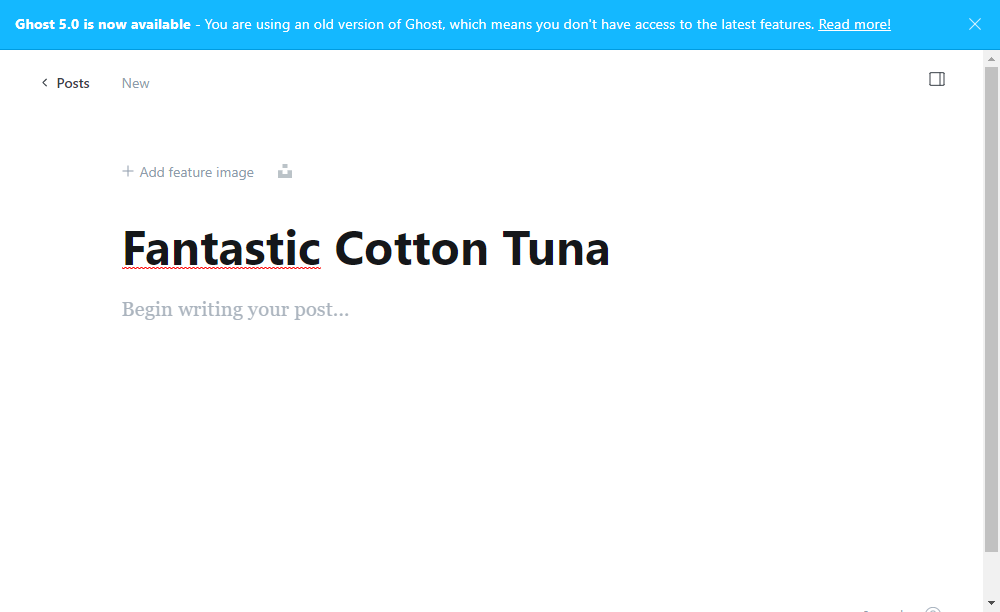 Ghost 5.0 is now available - You are using an old version of Ghost, which means you don't have access to the latest features. Read more!
Posts New
Add feature image
Fantastic Cotton Tuna
Begin writing your post...